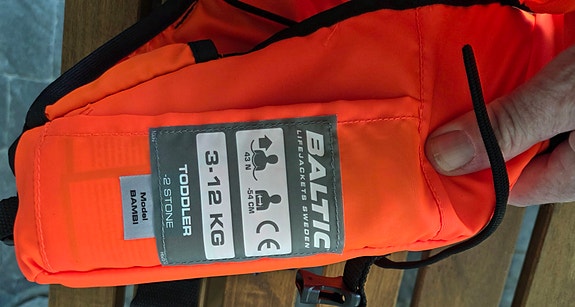 BALTIC
LIFEJACKETS SWEDEN
43 N
-54 CM
CE
3-12 KG
TODDLER
-2 STONE
Model
BAMBI